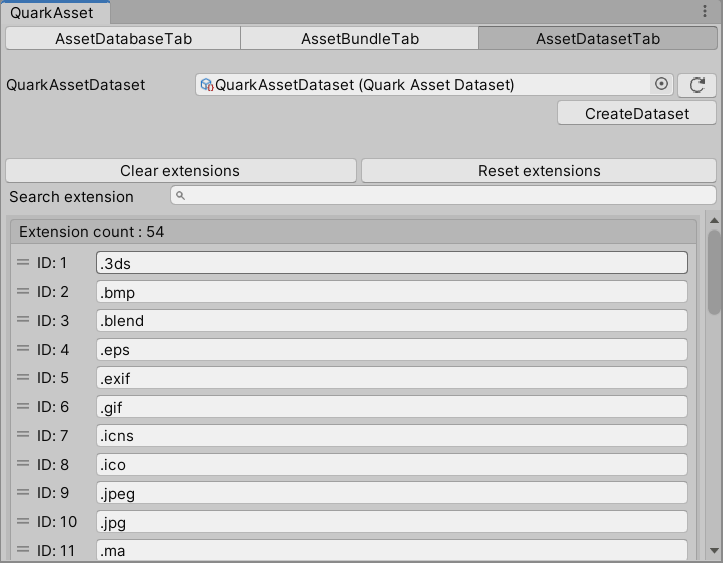 QuarkAsset
AssetDatabaseTab AssetBundleTab AssetDatasetTab
QuarkAssetDataset QuarkAssetDataset (Quark Asset Dataset)
CreateDataset
Clear extensions Reset extensions
Search extension
Extension count : 54
ID: 1 .3ds
ID: 2 .bmp
ID: 3 .blend
ID: 4 .eps
ID: 5 .exif
ID: 6 .gif
ID: 7 .icns
ID: 8 .ico
ID: 9 .jpeg
ID: 10 .jpg
ID: 11 .ma